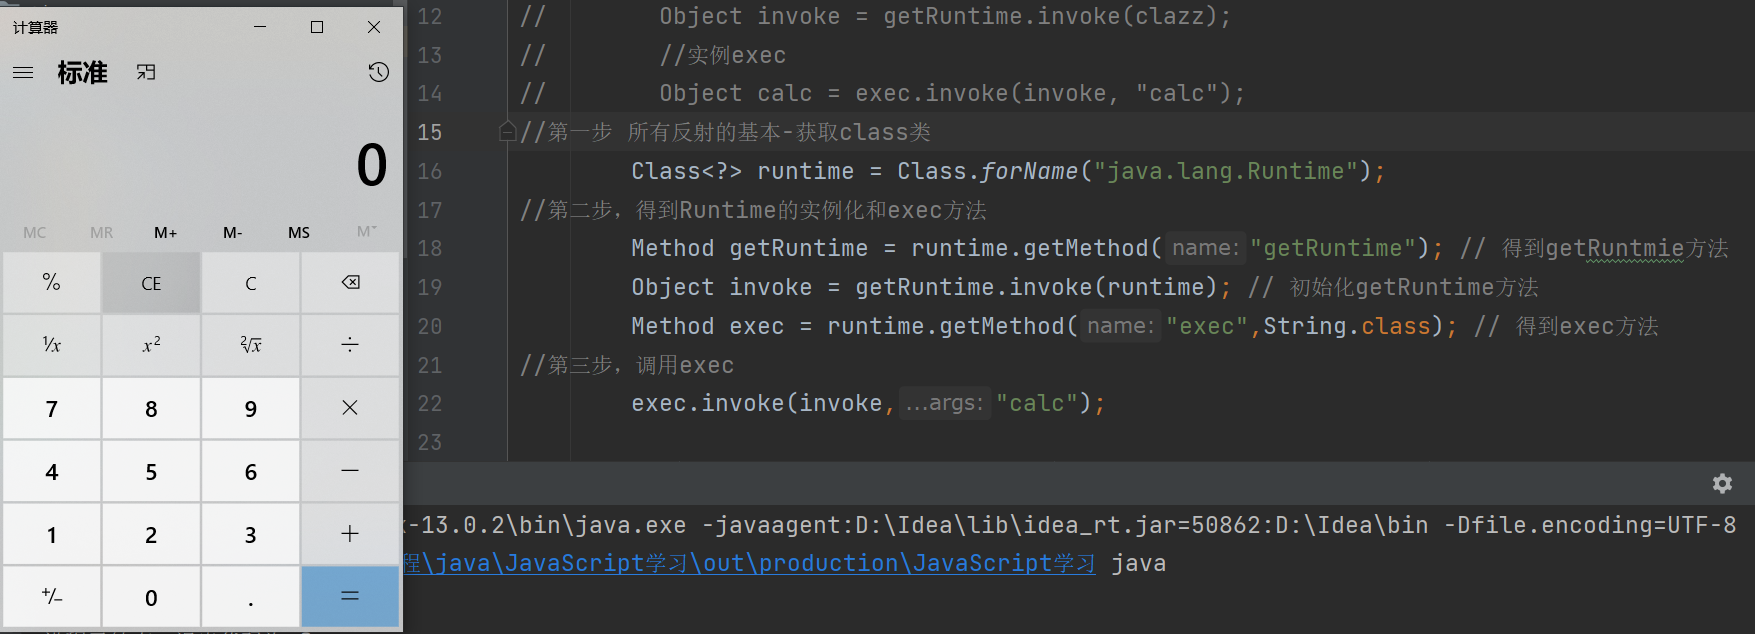 计算器
标准
0
MC MR M+ M- MS M˅
% CE C ⌫
¹/x x² ²√x ÷
7 8 9 ×
4 5 6 −
1 2 3 +
+/− 0 . =
12 // Object invoke = getRuntime.invoke(clazz);
13 // //实例exec
14 // Object calc = exec.invoke(invoke, "calc");
15 //第一步 所有反射的基本-获取class类
16 Class<?> runtime = Class.forName("java.lang.Runtime");
17 //第二步，得到Runtime的实例化和exec方法
18 Method getRuntime = runtime.getMethod( name: "getRuntime"); // 得到getRuntmie方法
19 Object invoke = getRuntime.invoke(runtime); // 初始化getRuntime方法
20 Method exec = runtime.getMethod( name: "exec",String.class); // 得到exec方法
21 //第三步，调用exec
22 exec.invoke(invoke, ...args: "calc");
23
-13.0.2\bin\java.exe -javaagent:D:\Idea\lib\idea_rt.jar=50862:D:\Idea\bin -Dfile.encoding=UTF-8
程\java\JavaScript学习\out\production\JavaScript学习 java